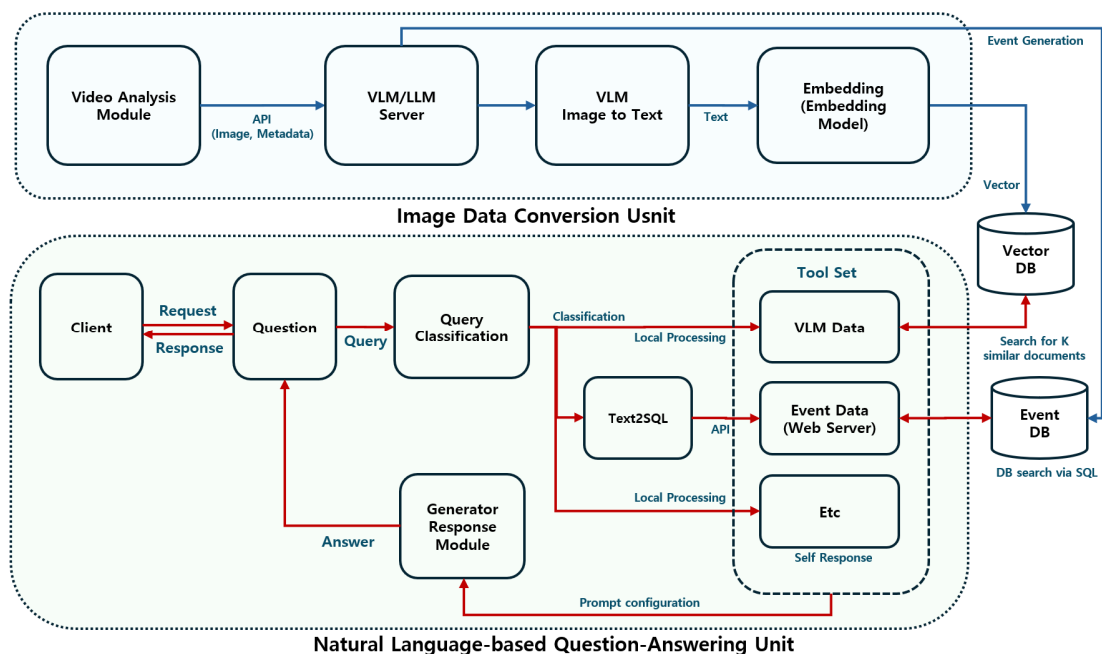 Event Generation
Video Analysis
Module
API
(Image, Metadata)
VLM/LLM
Server
VLM
Image to Text
Text
Embedding
(Embedding
Model)
Vector
Image Data Conversion Usnit
Vector
DB
Search for K
similar documents
Client
Request
Response
Question
Query
Query
Classification
Classification
Local Processing
Tool Set
VLM Data
Text2SQL
API
Event Data
(Web Server)
Event
DB
DB search via SQL
Local Processing
Etc
Self Response
Generator
Response
Module
Answer
Prompt configuration
Natural Language-based Question-Answering Unit